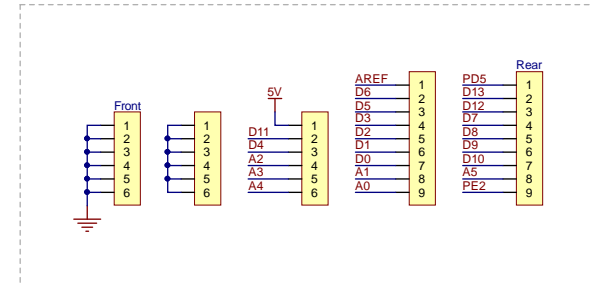 Front
1
2
3
4
5
6
1
2
3
4
5
6
5V
1
D11 2
D4 3
A2 4
A3 5
A4 6
AREF 1
D6 2
D5 3
D3 4
D2 5
D1 6
D0 7
A1 8
A0 9
Rear
PD5 1
D13 2
D12 3
D7 4
D8 5
D9 6
D10 7
A5 8
PE2 9